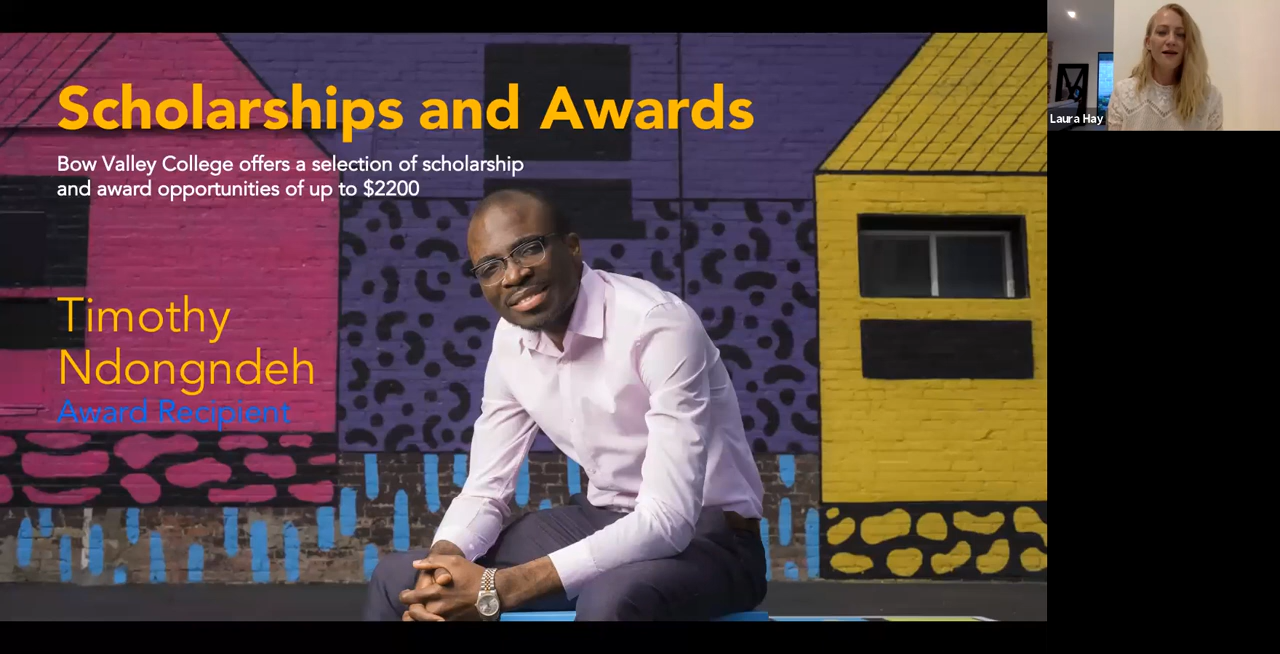 Scholarships and Awards
Bow Valley College offers a selection of scholarship
and award opportunities of up to $2200
Timothy
Ndongndeh
Award Recipient
Laura Hay